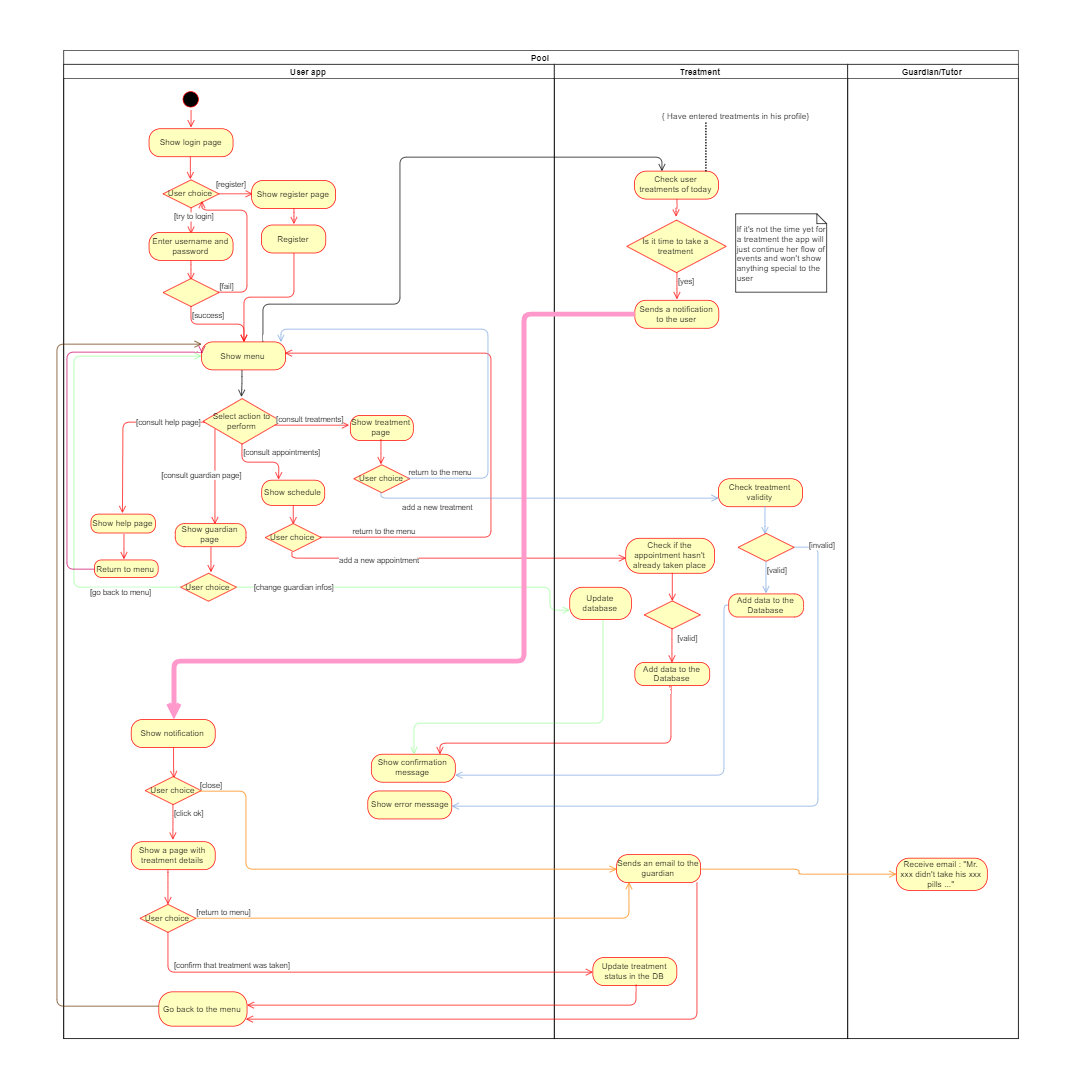 Pool
User app
Treatment
Guardian/Tutor
{ Have entered treatments in his profile}
Show login page
Check user
treatments of today
User choice
[register]
Show register page
[try to login]
Enter username and
password
Register
Is it time to take a
treatment
If it's not the time yet for
a treatment the app will
just continue her flow of
events and won't show
anything special to the
user
[fail]
[yes]
[success]
Sends a notification
to the user
Show menu
Select action to
perform
[consult help page]
[consult treatments]
Show treatment
page
[consult appointments]
[consult guardian page]
User choice
return to the menu
Show schedule
add a new treatment
Check treatment
validity
Show help page
Show guardian
page
User choice
return to the menu
[invalid]
Check if the
appointment hasn't
already taken place
add a new appointment
Return to menu
[valid]
[go back to menu]
User choice
[change guardian infos]
Update
database
Add data to the
Database
[valid]
Add data to the
Database
Show notification
Show confirmation
message
User choice
[close]
Show error message
[click ok]
Show a page with
treatment details
Sends an email to the
guardian
Receive email : "Mr.
xxx didn't take his xxx
pills ..."
User choice
[return to menu]
[confirm that treatment was taken]
Update treatment
status in the DB
Go back to the menu